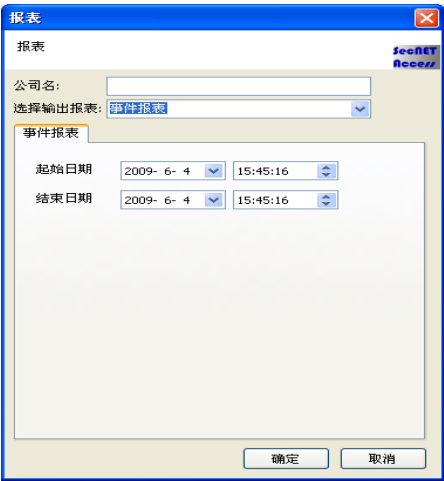 报表
报表
SecNET
Access
公司名:
选择输出报表: 事件报表
事件报表
起始日期 2009- 6- 4 15:45:16
结束日期 2009- 6- 4 15:45:16
确定 取消